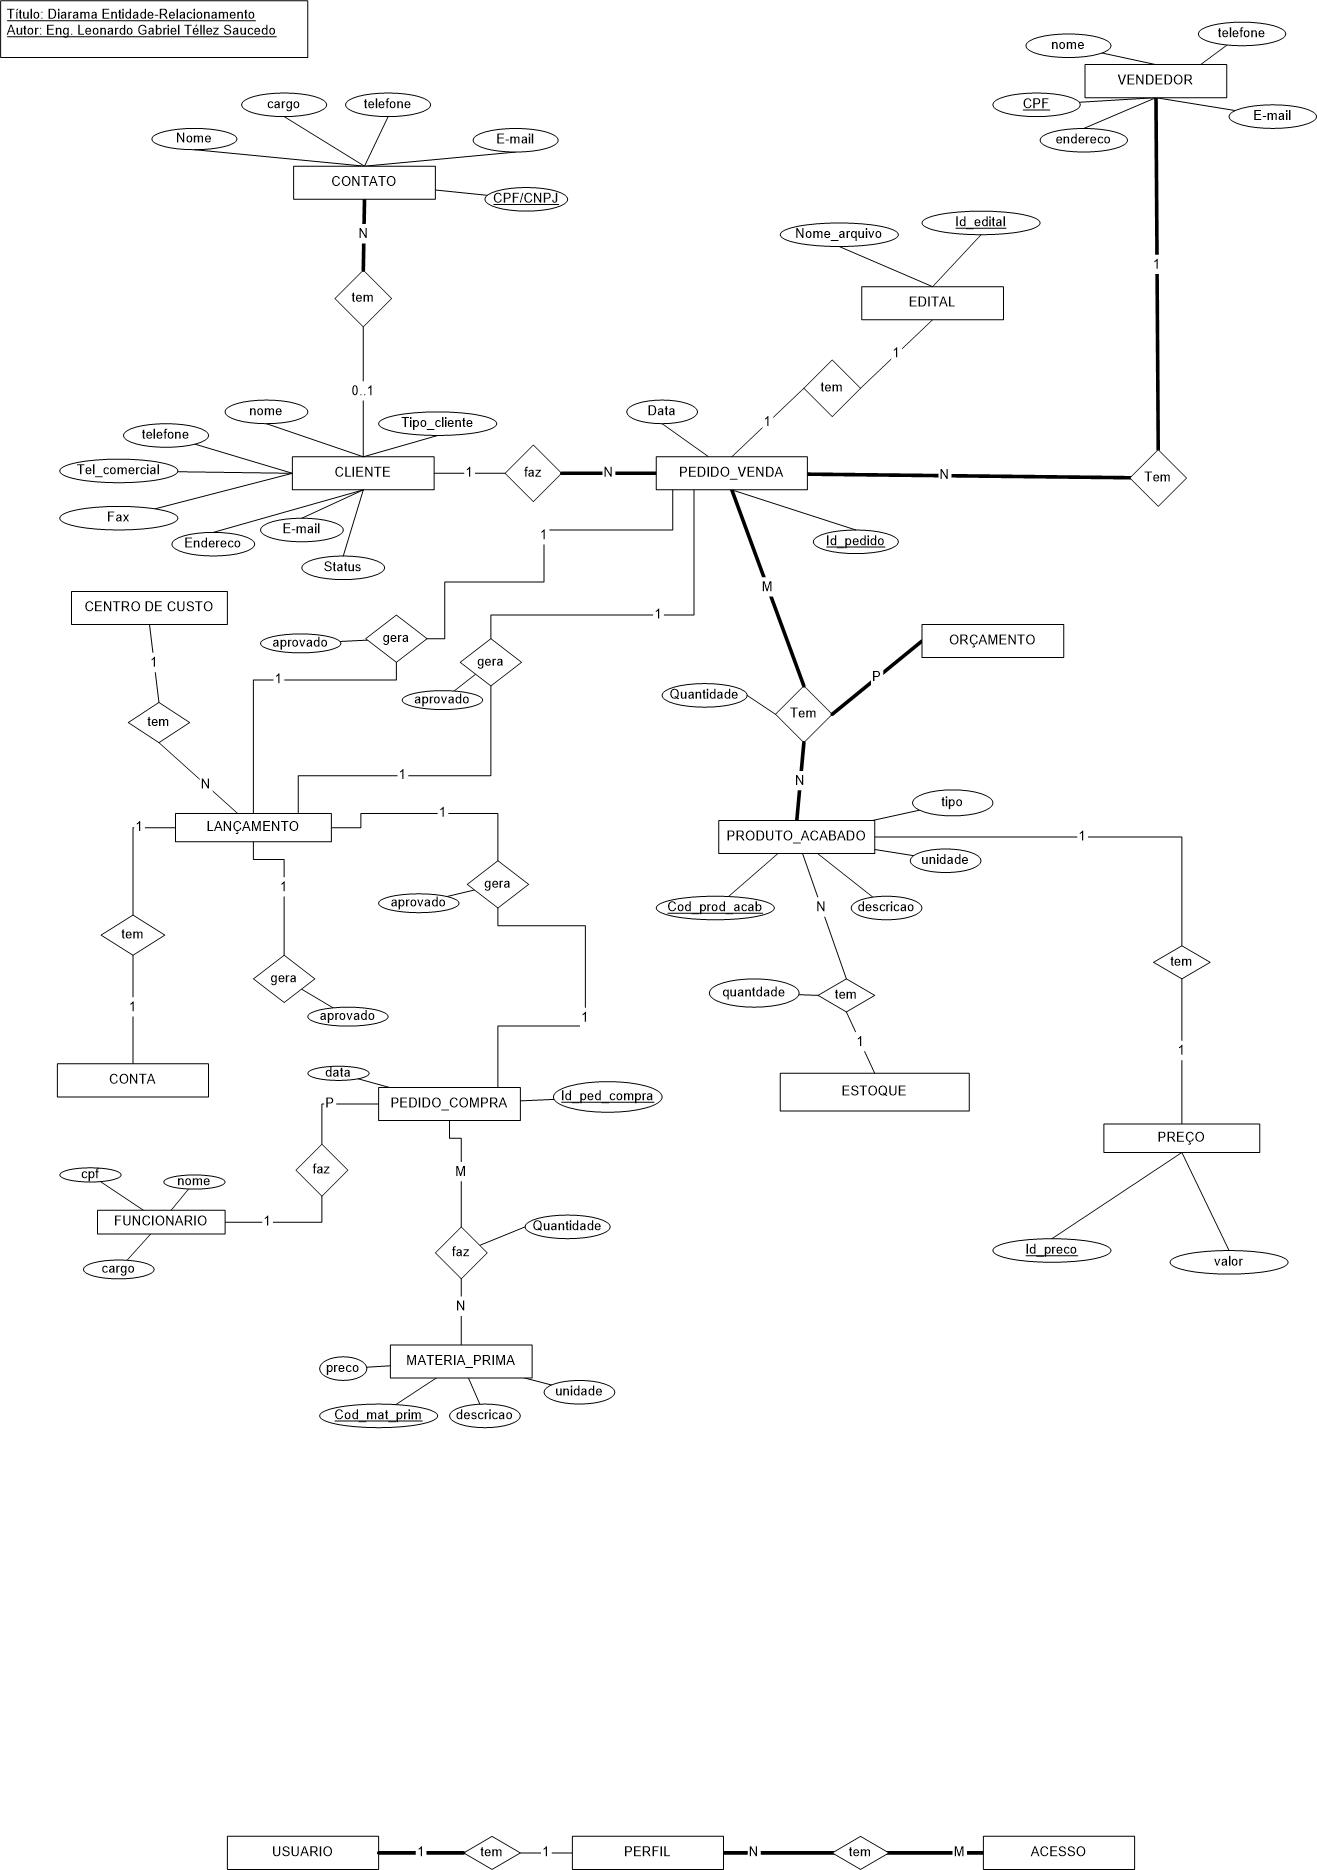 Título: Diarama Entidade-Relacionamento
Autor: Eng. Leonardo Gabriel Téllez Saucedo
nome
telefone
VENDEDOR
CPF
E-mail
endereco
1
cargo
telefone
Nome
E-mail
CONTATO
CPF/CNPJ
N
tem
0..1
Nome_arquivo
Id_edital
EDITAL
1
tem
1
nome
Tipo_cliente
telefone
Tel_comercial
CLIENTE
Fax
Endereco
E-mail
Status
1
faz
N
Data
PEDIDO_VENDA
N
Tem
Id_pedido
1
M
CENTRO DE CUSTO
1
aprovado
gera
1
gera
aprovado
1
1
tem
N
1
ORÇAMENTO
P
Quantidade
Tem
N
LANÇAMENTO
1
1
1
tem
1
CONTA
gera
aprovado
aprovado
gera
1
tipo
PRODUTO_ACABADO
1
unidade
Cod_prod_acab
N
descricao
quantdade
tem
1
ESTOQUE
tem
1
PREÇO
Id_preco
valor
data
PEDIDO_COMPRA
Id_ped_compra
P
faz
M
cpf
nome
FUNCIONARIO
1
cargo
Quantidade
faz
N
MATERIA_PRIMA
preco
unidade
Cod_mat_prim
descricao
USUARIO
1
tem
1
PERFIL
N
tem
M
ACESSO